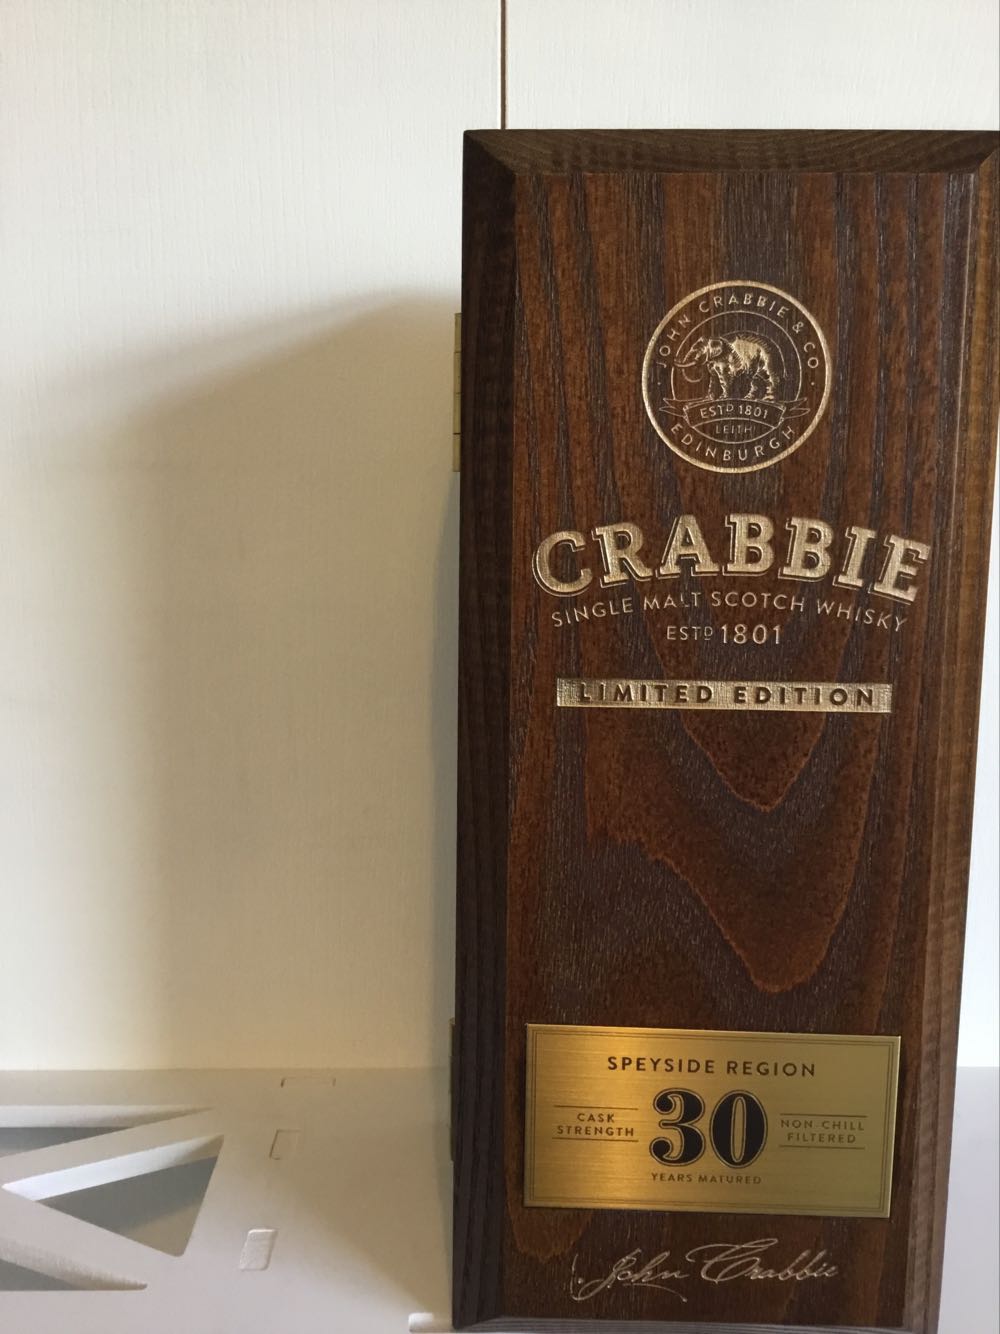 JOHN CRABBIE & CO.
ESTD 1801
LEITH
EDINBURGH
CRABBIE
SINGLE MALT SCOTCH WHISKY
ESTD 1801
LIMITED EDITION
SPEYSIDE REGION
CASK
STRENGTH
30
NON-CHILL
FILTERED
YEARS MATURED
John Crabbie